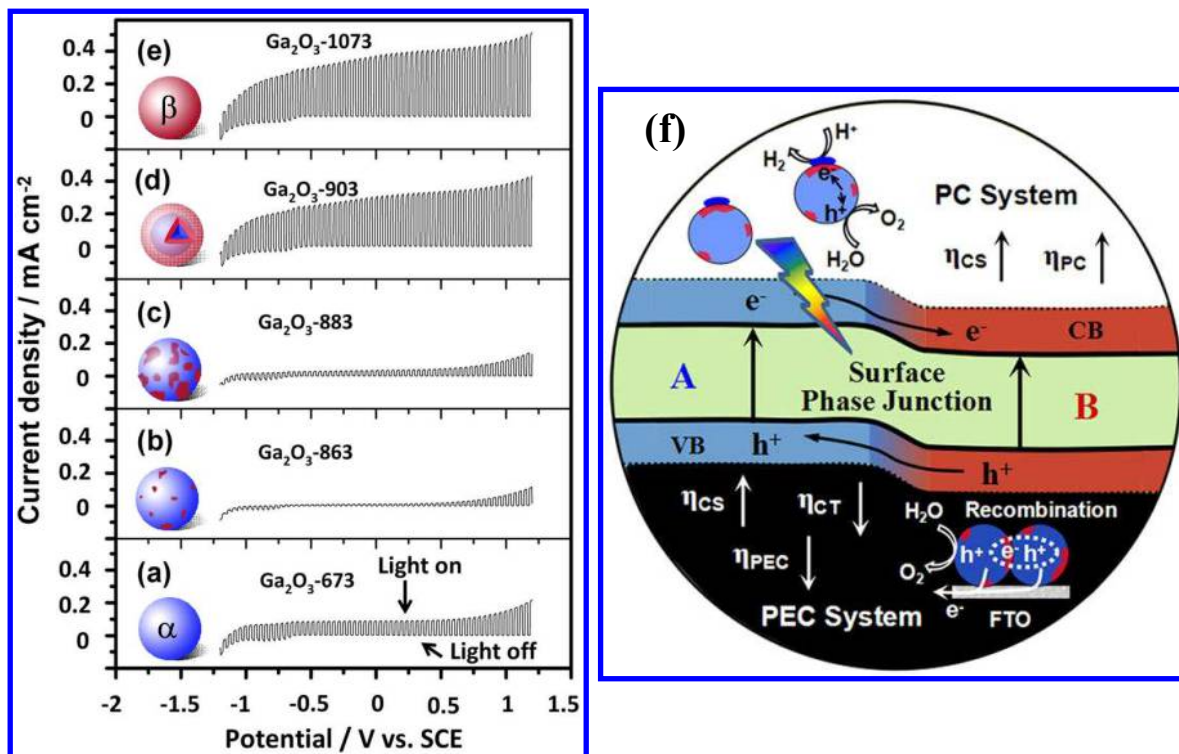 Current density / mA cm⁻²
(e)
Ga₂O₃-1073
β
0.4
0.2
0
(d)
Ga₂O₃-903
0.4
0.2
0
(c)
Ga₂O₃-883
0.4
0.2
0
(b)
Ga₂O₃-863
0.4
0.2
0
(a)
Ga₂O₃-673
α
Light on
Light off
0.4
0.2
0
-2 -1.5 -1 -0.5 0 0.5 1 1.5
Potential / V vs. SCE
(f)
H⁺
H₂
e⁻
h⁺
O₂
H₂O
PC System
ηCS
ηPC
e⁻
e⁻
CB
A
Surface
Phase Junction
B
VB
h⁺
h⁺
ηCS
ηCT
ηPEC
H₂O
Recombination
h⁺
e⁻ h⁺
O₂
e⁻
FTO
PEC System